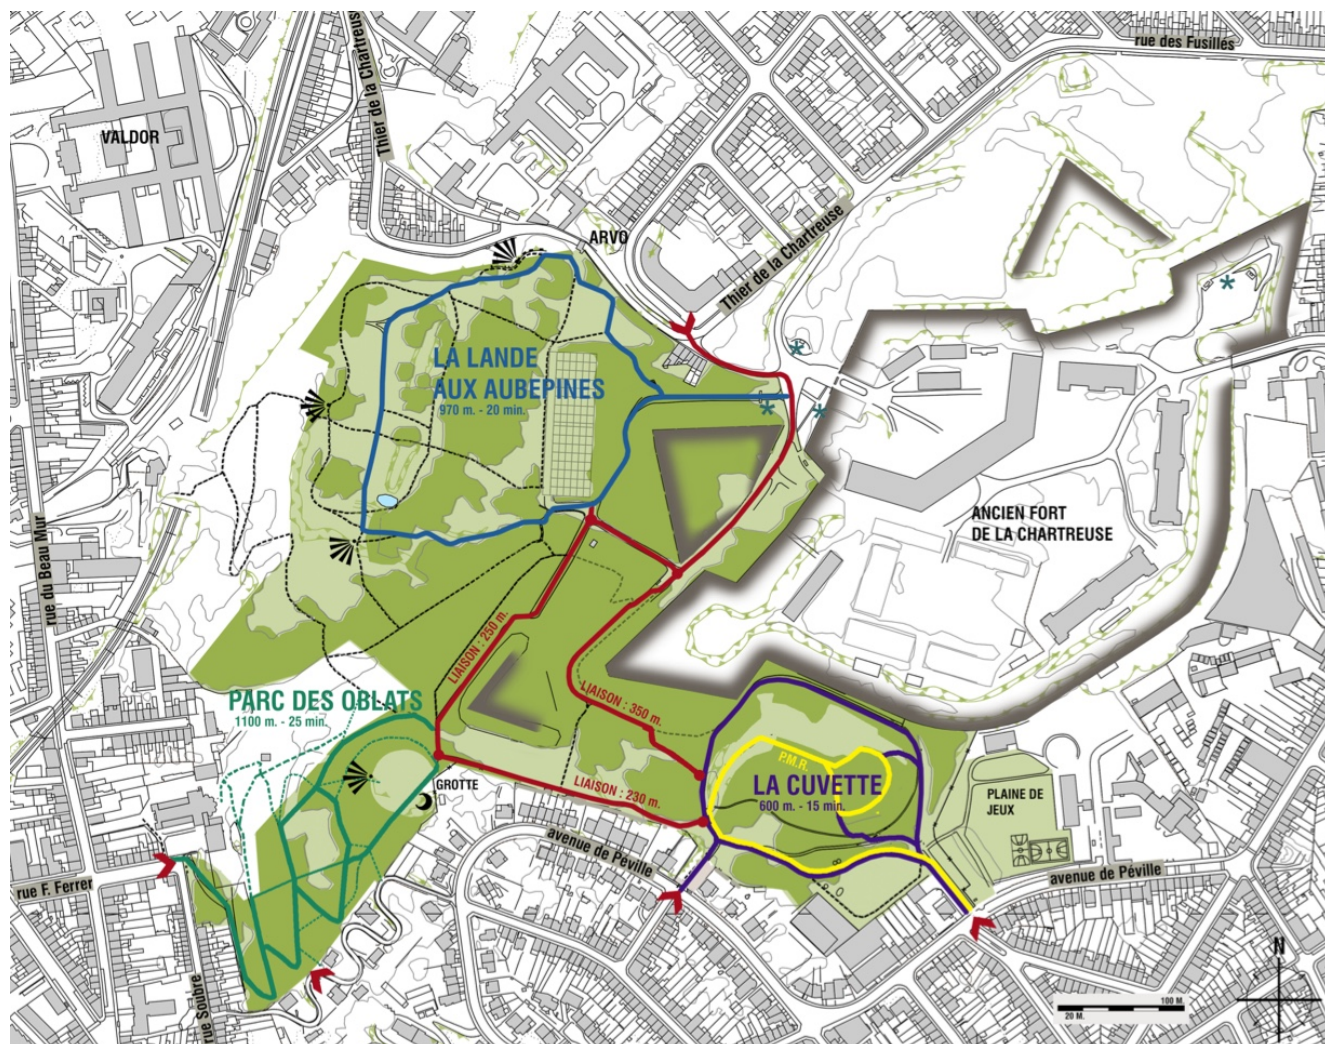 rue des Fusillés
Thier de la Chartreuse
VALDOR
ARVO
Thier de la Chartreuse
LA LANDE
AUX AUBEPINES
970 m. - 20 min.
ANCIEN FORT
DE LA CHARTREUSE
rue du Beau Mur
LIAISON : 250 m.
PARC DES OBLATS
1100 m. - 25 min.
LIAISON : 350 m.
P.M.R.
LA CUVETTE
600 m. - 15 min.
GROTTE
LIAISON : 230 m.
PLAINE DE
JEUX
avenue de Péville
avenue de Péville
rue F. Ferrer
rue Soubre
N
100 M.
20 M.